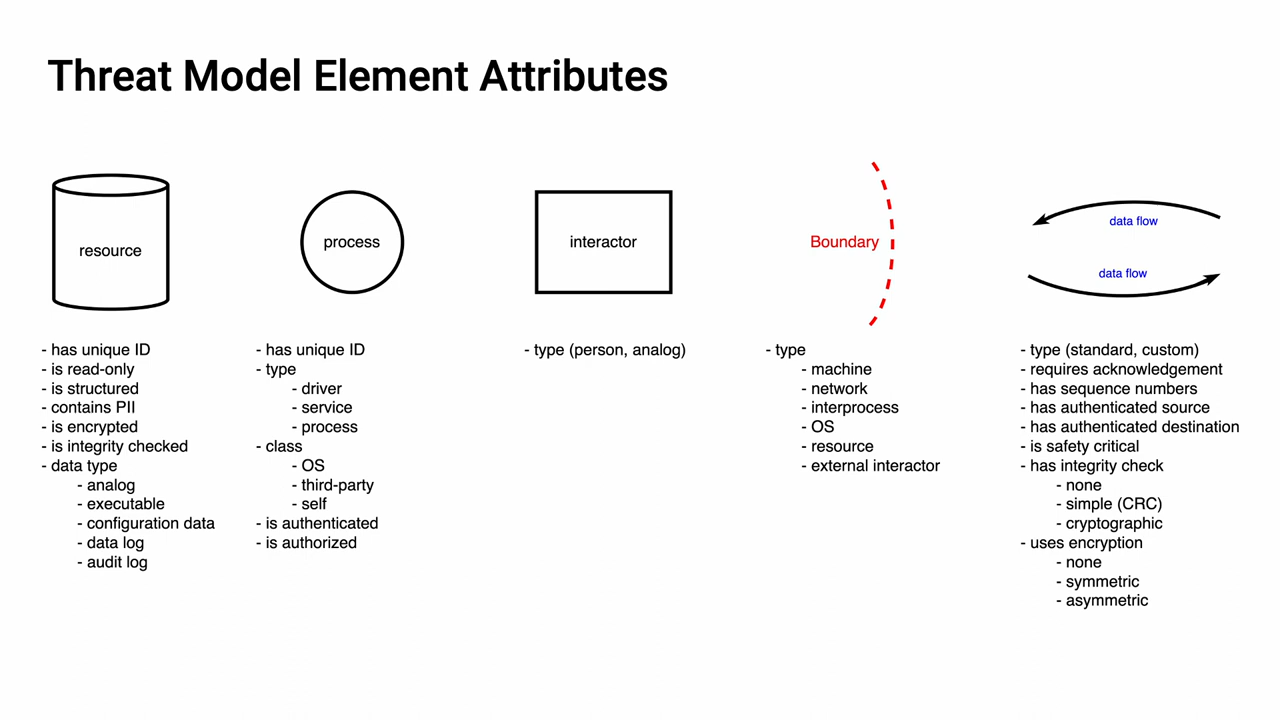 Threat Model Element Attributes
resource
- has unique ID
- is read-only
- is structured
- contains PII
- is encrypted
- is integrity checked
- data type
- analog
- executable
- configuration data
- data log
- audit log
process
- has unique ID
- type
- driver
- service
- process
- class
- OS
- third-party
- self
- is authenticated
- is authorized
interactor
- type (person, analog)
Boundary
- type
- machine
- network
- interprocess
- OS
- resource
- external interactor
data flow
data flow
- type (standard, custom)
- requires acknowledgement
- has sequence numbers
- has authenticated source
- has authenticated destination
- is safety critical
- has integrity check
- none
- simple (CRC)
- cryptographic
- uses encryption
- none
- symmetric
- asymmetric